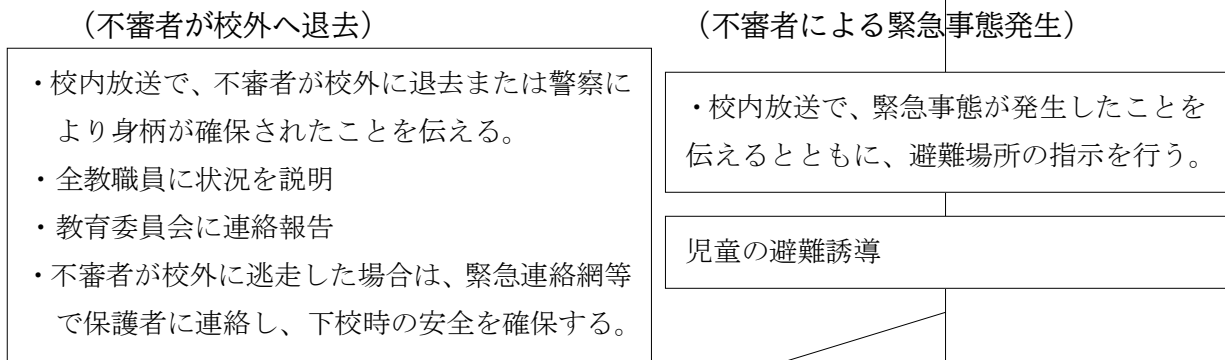 （不審者が校外へ退去）
・校内放送で、不審者が校外に退去または警察に
より身柄が確保されたことを伝える。
・全教職員に状況を説明
・教育委員会に連絡報告
・不審者が校外に逃走した場合は、緊急連絡網等
で保護者に連絡し、下校時の安全を確保する。
（不審者による緊急事態発生）
・校内放送で、緊急事態が発生したことを
伝えるとともに、避難場所の指示を行う。
児童の避難誘導